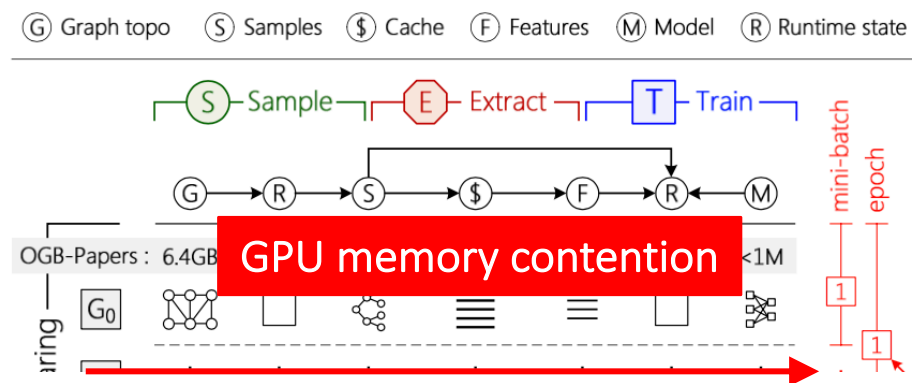 G Graph topo S Samples $ Cache F Features M Model R Runtime state
S Sample E Extract T Train
mini-batch
epoch
G R S $ F R M
OGB-Papers : 6.4GB <1M
GPU memory contention
G0
1
1
aring